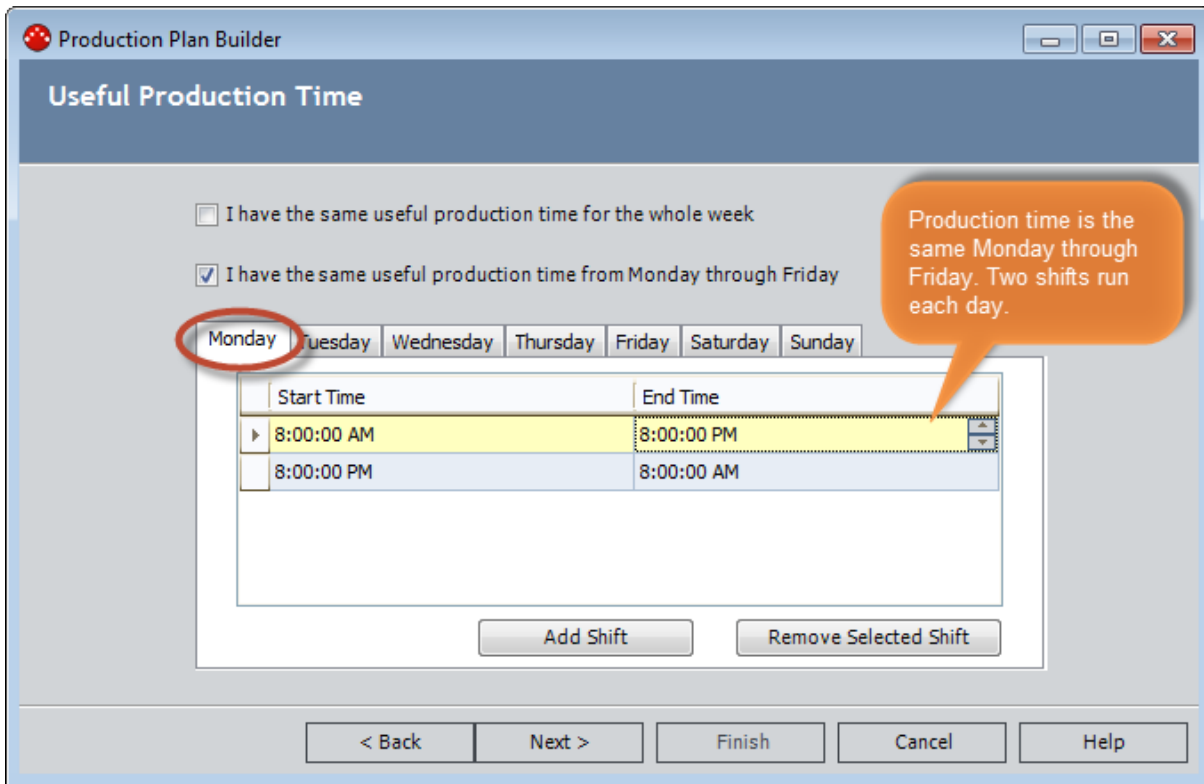 Production Plan Builder
Useful Production Time
I have the same useful production time for the whole week
I have the same useful production time from Monday through Friday
Production time is the
same Monday through
Friday. Two shifts run
each day.
Monday Tuesday Wednesday Thursday Friday Saturday Sunday
Start Time End Time
8:00:00 AM 8:00:00 PM
8:00:00 PM 8:00:00 AM
Add Shift Remove Selected Shift
< Back Next > Finish Cancel Help